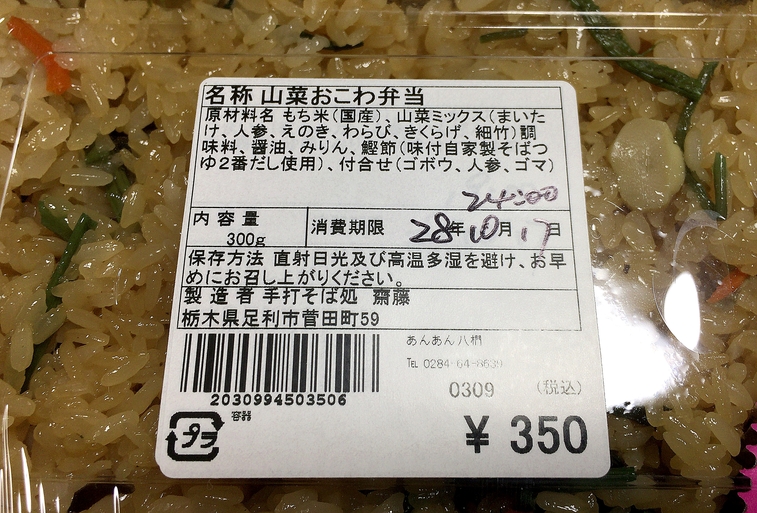 名称 山菜おこわ弁当
原材料名 もち米(国産)、山菜ミックス(まいた
け、人参、えのき、わらび、きくらげ、細竹)調
味料、醤油、みりん、鰹節(味付自家製そばつ
ゆ2番だし使用)、付合せ(ゴボウ、人参、ゴマ)
24:00
内容量 300g 消費期限 28年10月17日
保存方法 直射日光及び高温多湿を避け、お早
めにお召し上がりください。
製造者 手打そば処 齋藤
栃木県足利市菅田町59
あんあん八椚
TEL 0284-64-8639
2030994503506
0309 (税込)
容器
プラ
¥ 350